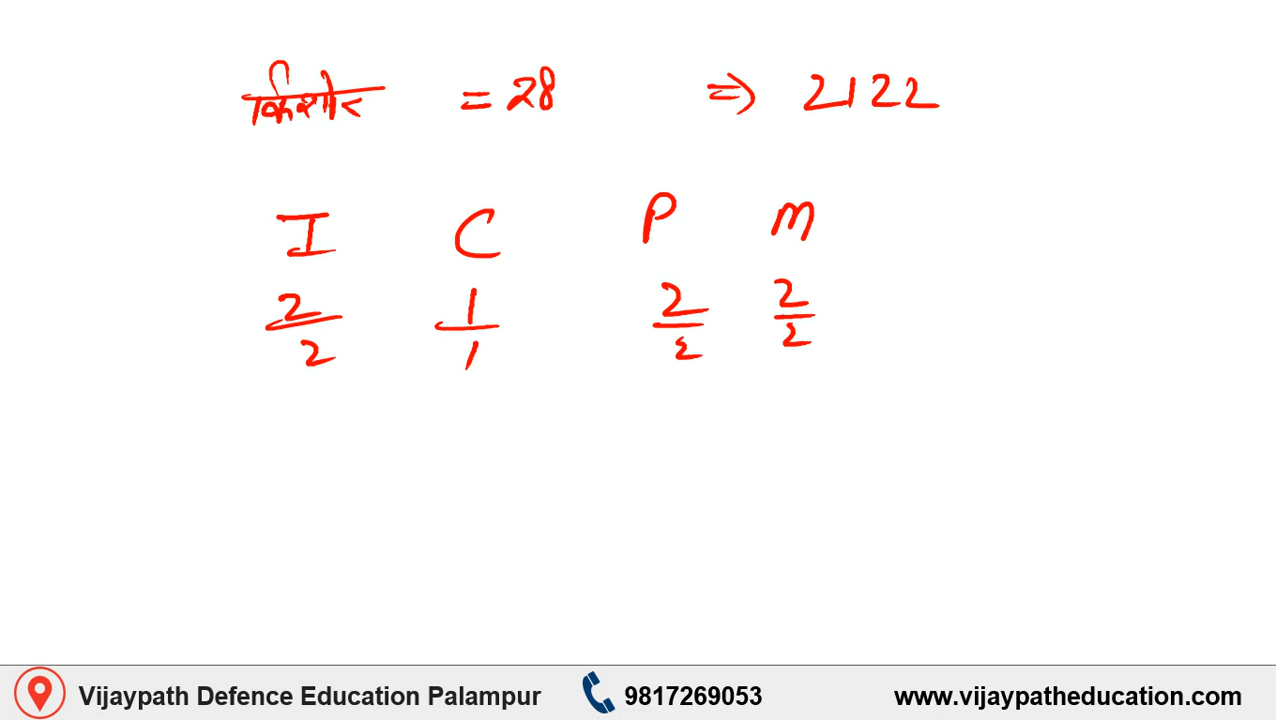 किशोर = 28 ⇒ 2122
I C P M
2/2 1/1 2/2 2/2
Vijaypath Defence Education Palampur 9817269053 www.vijaypatheducation.com